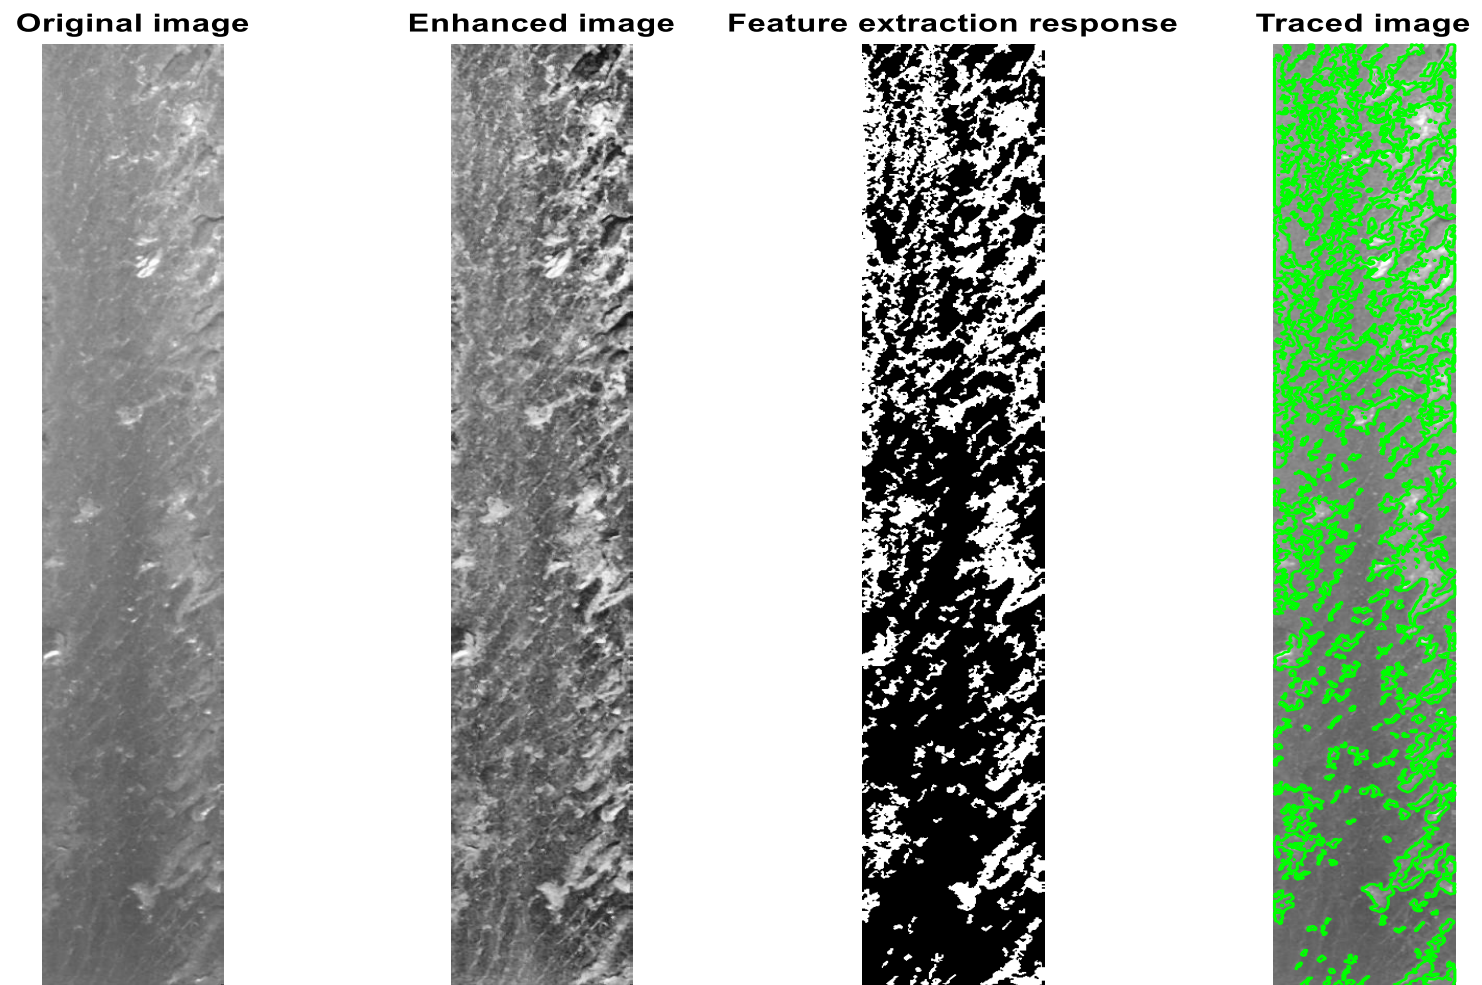 Original image
Enhanced image
Feature extraction response
Traced image